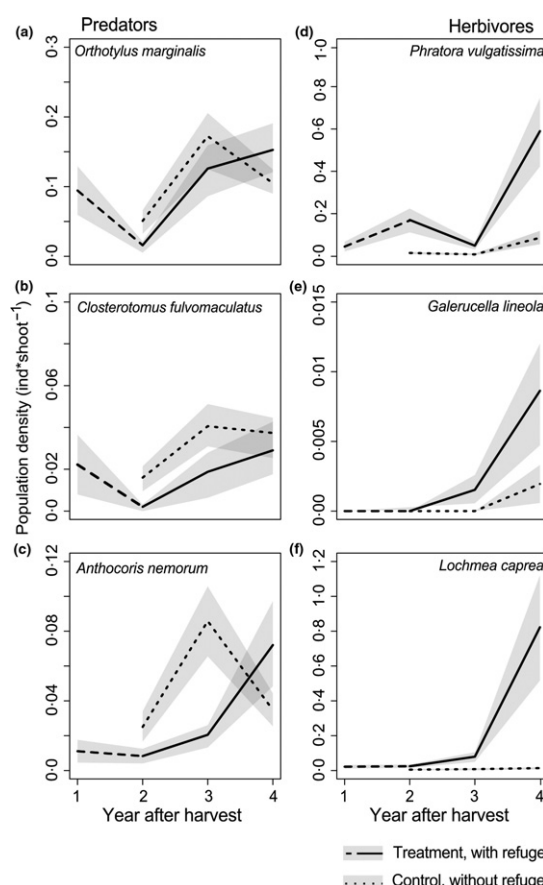 Predators
Herbivores
(a)
Orthotylus marginalis
0·3
0·2
0·1
0·0
(d)
Phratora vulgatissima
1·0
0·8
0·6
0·4
0·2
0·0
Population density (ind*shoot−1)
(b)
Closterotomus fulvomaculatus
0·1
0·06
0·02
(e)
Galerucella lineola
0·015
0·01
0·005
0·00
(c)
Anthocoris nemorum
0·12
0·08
0·04
0·0
(f)
Lochmea caprea
1·2
1·0
0·8
0·6
0·4
0·2
0·0
1 2 3 4
Year after harvest
1 2 3 4
Year after harvest
Treatment, with refuge
Control, without refuge